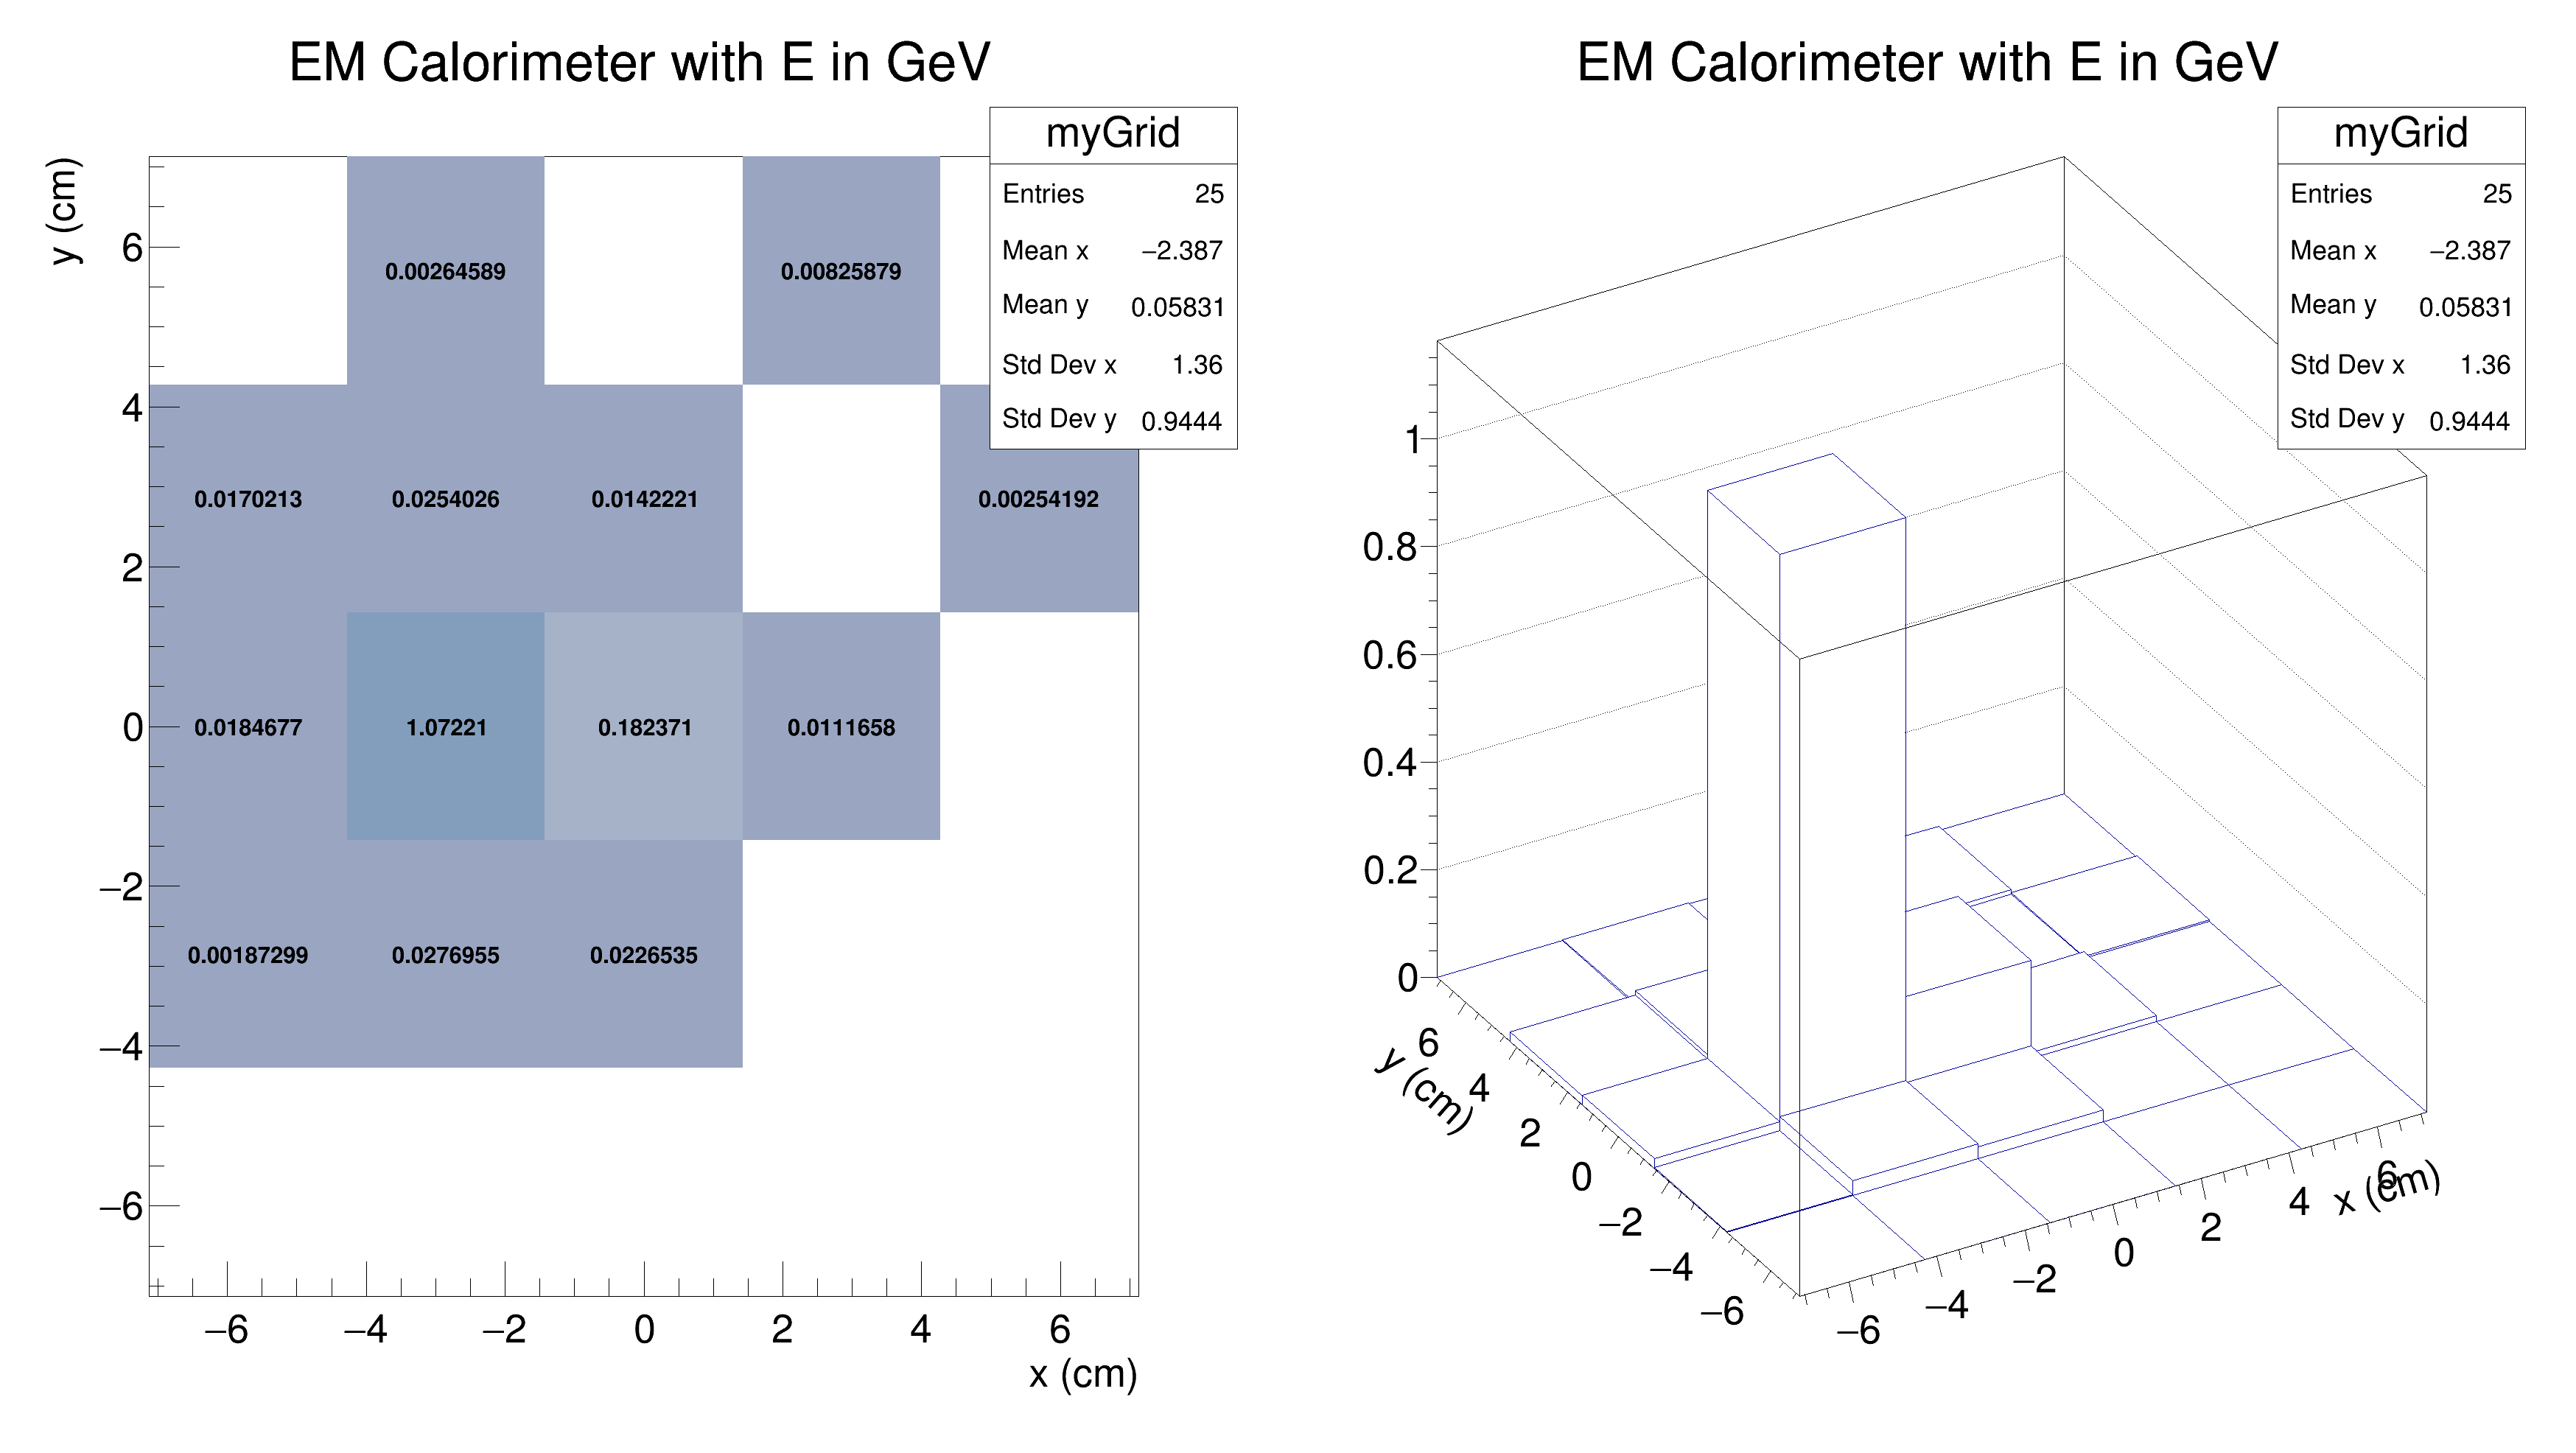 EM Calorimeter with E in GeV
myGrid
Entries 25
Mean x −2.387
Mean y 0.05831
Std Dev x 1.36
Std Dev y 0.9444
y (cm)
6
4
2
0
−2
−4
−6
0.00264589 0.00825879
0.0170213 0.0254026 0.0142221 0.00254192
0.0184677 1.07221 0.182371 0.0111658
0.00187299 0.0276955 0.0226535
−6 −4 −2 0 2 4 6
x (cm)
EM Calorimeter with E in GeV
myGrid
Entries 25
Mean x −2.387
Mean y 0.05831
Std Dev x 1.36
Std Dev y 0.9444
1
0.8
0.6
0.4
0.2
0
y (cm)
6
4
2
0
−2
−4
−6
−6 −4 −2 0 2 4 6
x (cm)